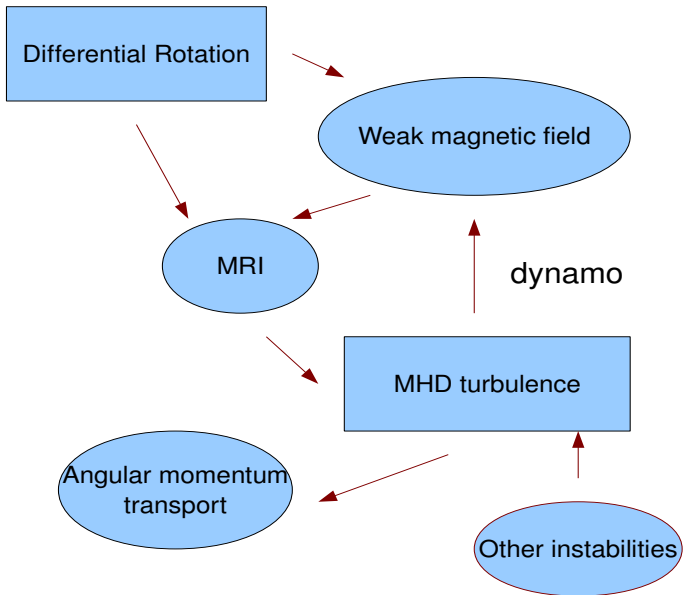 Differential Rotation
Weak magnetic field
MRI
dynamo
MHD turbulence
Angular momentum
transport
Other instabilities